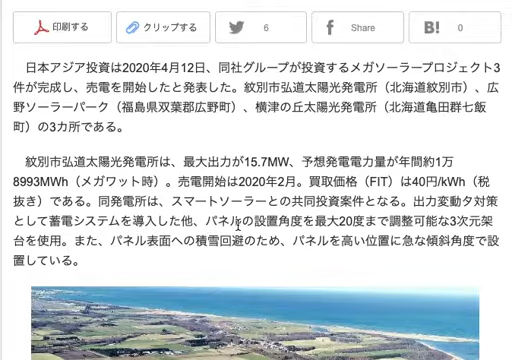 印刷する クリップする 6 Share B! 0
日本アジア投資は2020年4月12日、同社グループが投資するメガソーラープロジェクト3
件が完成し、売電を開始したと発表した。紋別市弘道太陽光発電所（北海道紋別市）、広
野ソーラーパーク（福島県双葉郡広野町）、横津の丘太陽光発電所（北海道亀田群七飯
町）の3カ所である。
紋別市弘道太陽光発電所は、最大出力が15.7MW、予想発電電力量が年間約1万
8993MWh（メガワット時）。売電開始は2020年2月。買取価格（FIT）は40円/kWh（税
抜き）である。同発電所は、スマートソーラーとの共同投資案件となる。出力変動タ対策
として蓄電システムを導入した他、パネルの設置角度を最大20度まで調整可能な3次元架
台を使用。また、パネル表面への積雪回避のため、パネルを高い位置に急な傾斜角度で設
置している。